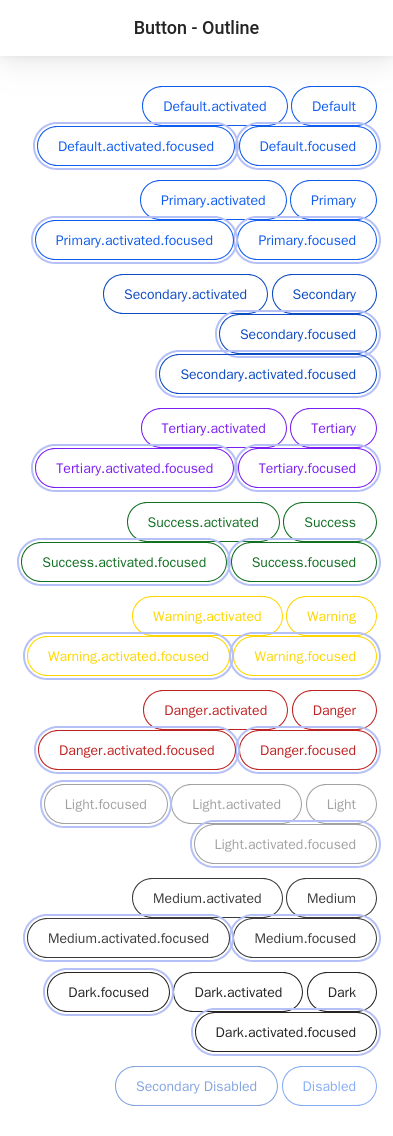 Button - Outline
Default.activated Default
Default.activated.focused Default.focused
Primary.activated Primary
Primary.activated.focused Primary.focused
Secondary.activated Secondary
Secondary.focused
Secondary.activated.focused
Tertiary.activated Tertiary
Tertiary.activated.focused Tertiary.focused
Success.activated Success
Success.activated.focused Success.focused
Warning.activated Warning
Warning.activated.focused Warning.focused
Danger.activated Danger
Danger.activated.focused Danger.focused
Light.focused Light.activated Light
Light.activated.focused
Medium.activated Medium
Medium.activated.focused Medium.focused
Dark.focused Dark.activated Dark
Dark.activated.focused
Secondary Disabled Disabled